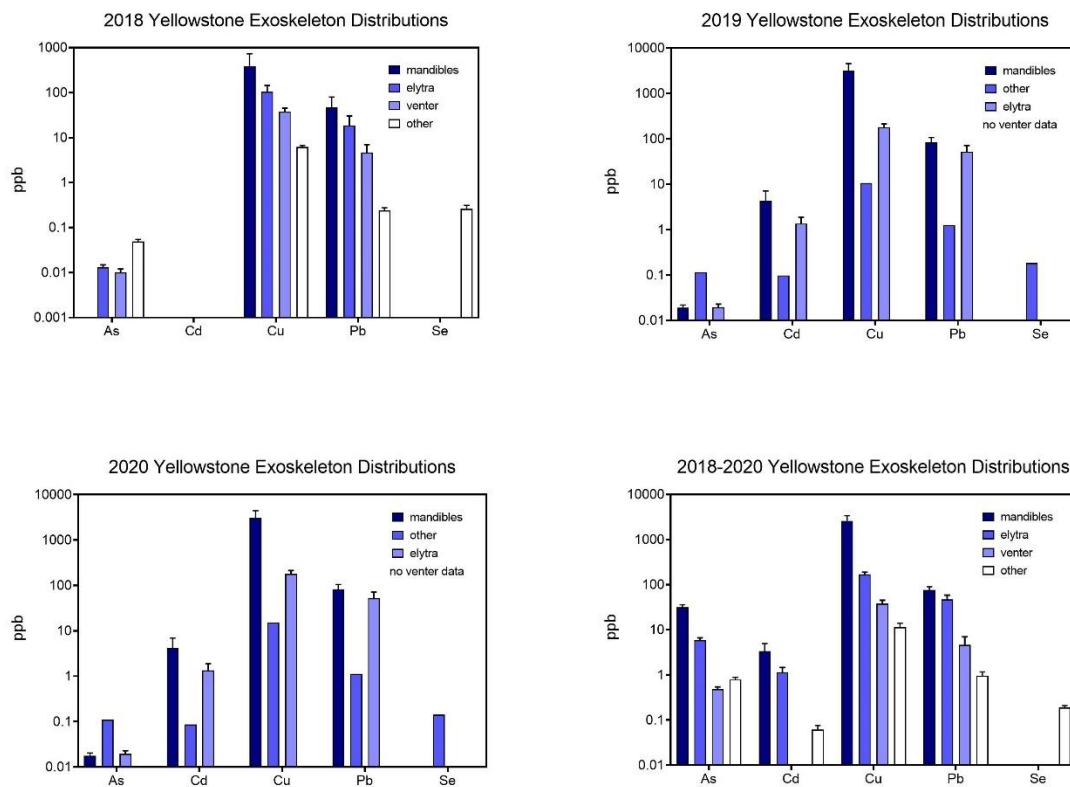 2018 Yellowstone Exoskeleton Distributions
1000
100
10
1
0.1
0.01
0.001
ppb
As Cd Cu Pb Se
mandibles
elytra
venter
other
2019 Yellowstone Exoskeleton Distributions
10000
1000
100
10
1
0.1
0.01
ppb
As Cd Cu Pb Se
mandibles
other
elytra
no venter data
2020 Yellowstone Exoskeleton Distributions
10000
1000
100
10
1
0.1
0.01
ppb
As Cd Cu Pb Se
mandibles
other
elytra
no venter data
2018-2020 Yellowstone Exoskeleton Distributions
10000
1000
100
10
1
0.1
0.01
ppb
As Cd Cu Pb Se
mandibles
elytra
venter
other